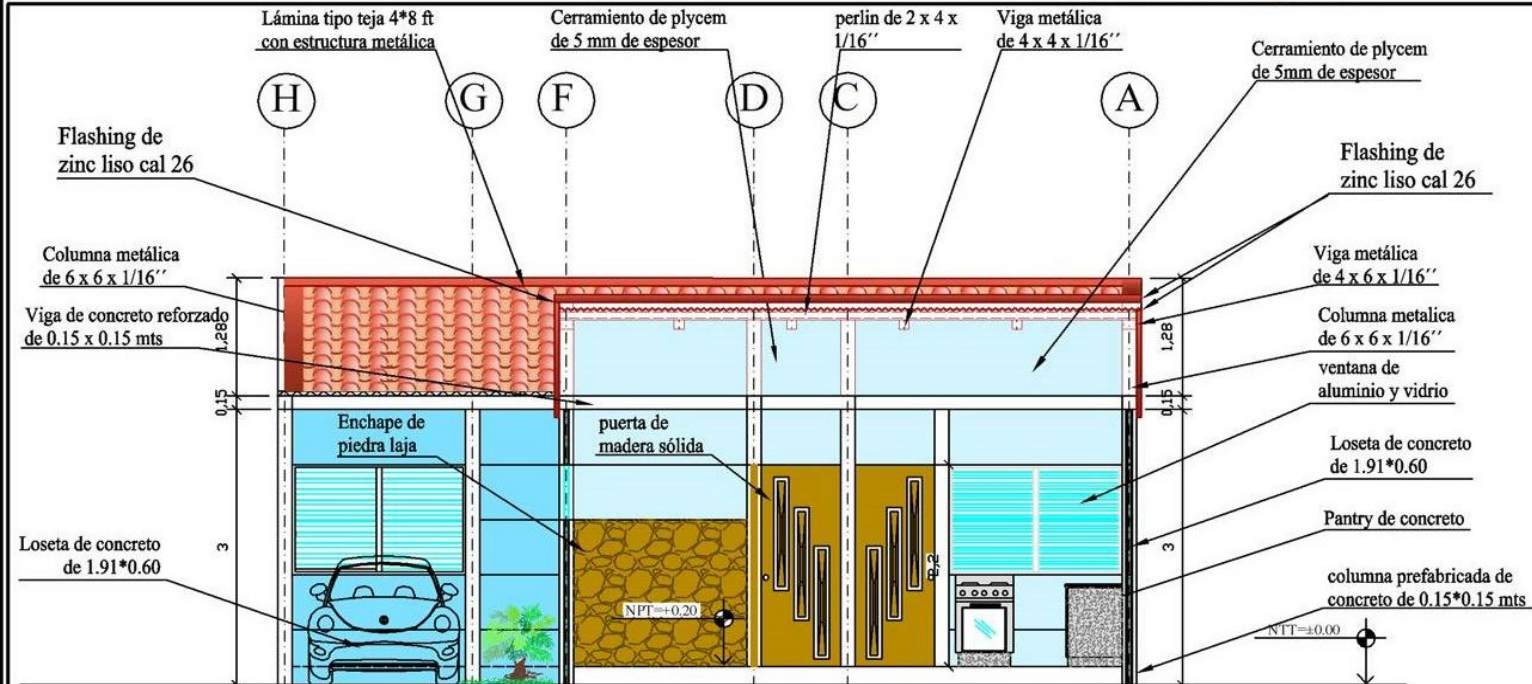 Lámina tipo teja 4*8 ft
con estructura metálica
Cerramiento de plycem
de 5 mm de espesor
perlin de 2 x 4 x
1/16´´
Viga metálica
de 4 x 4 x 1/16´´
Cerramiento de plycem
de 5mm de espesor
H
G
F
D
C
A
Flashing de
zinc liso cal 26
Flashing de
zinc liso cal 26
Columna metálica
de 6 x 6 x 1/16´´
Viga de concreto reforzado
de 0.15 x 0.15 mts
Viga metálica
de 4 x 6 x 1/16´´
Columna metalica
de 6 x 6 x 1/16´´
ventana de
aluminio y vidrio
1,28
0,15
3
1,28
0,15
3
Enchape de
piedra laja
puerta de
madera sólida
Loseta de concreto
de 1.91*0.60
Pantry de concreto
Loseta de concreto
de 1.91*0.60
columna prefabricada de
concreto de 0.15*0.15 mts
NPT=+0.20
NTT=±0.00